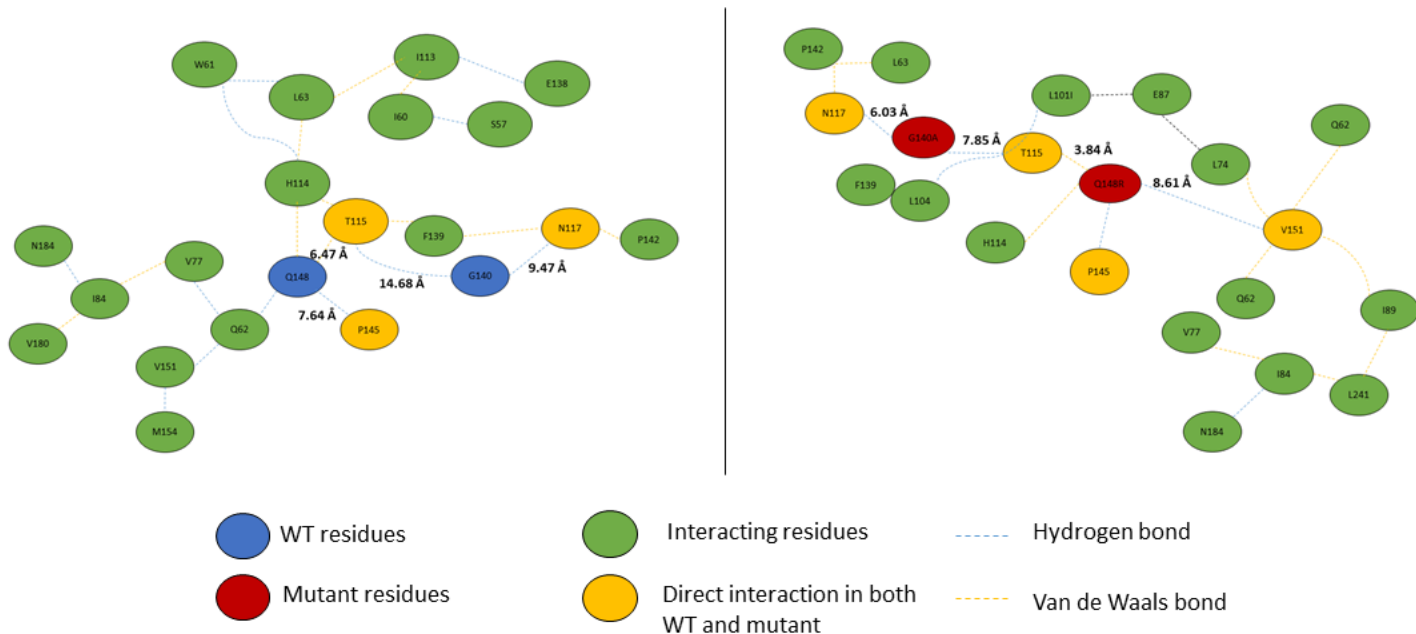 W61
I113
E138
L63
I60
S57
H114
T115
F139
N117
P142
N184
V77
6.47 Å
Q148
14.68 Å
G140
9.47 Å
I84
7.64 Å
V180
Q62
P145
V151
M154
P142
L63
N117
6.03 Å
G140A
7.85 Å
L101I
E87
Q62
T115
3.84 Å
L74
F139
L104
Q148R
8.61 Å
H114
V151
P145
Q62
I89
V77
I84
L241
N184
WT residues
Interacting residues
Hydrogen bond
Mutant residues
Direct interaction in both
WT and mutant
Van de Waals bond